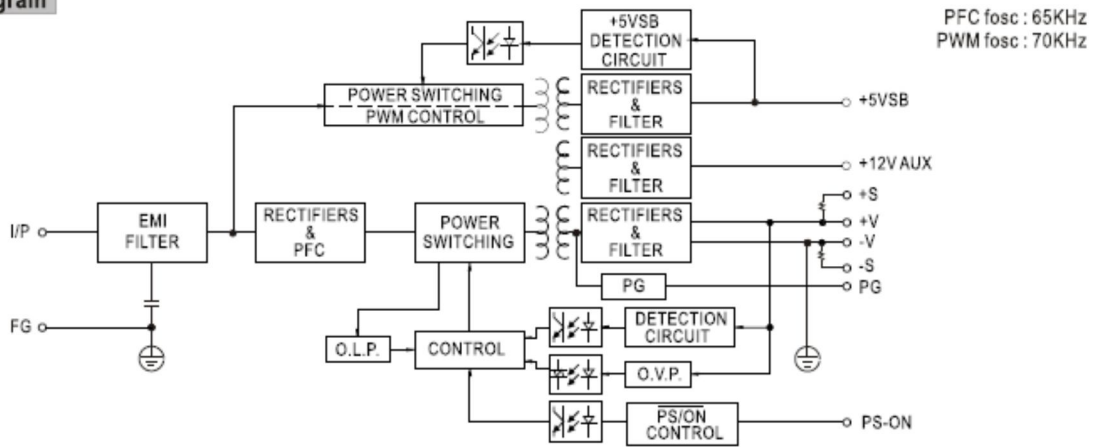 PFC fosc : 65KHz
PWM fosc : 70KHz
+5VSB
DETECTION
CIRCUIT
POWER SWITCHING
PWM CONTROL
RECTIFIERS
&
FILTER
+5VSB
RECTIFIERS
&
FILTER
+12V AUX
I/P
EMI
FILTER
RECTIFIERS
&
PFC
POWER
SWITCHING
RECTIFIERS
&
FILTER
+S
+V
-V
-S
PG
PG
FG
O.L.P.
CONTROL
DETECTION
CIRCUIT
O.V.P.
PS/ON
CONTROL
PS-ON